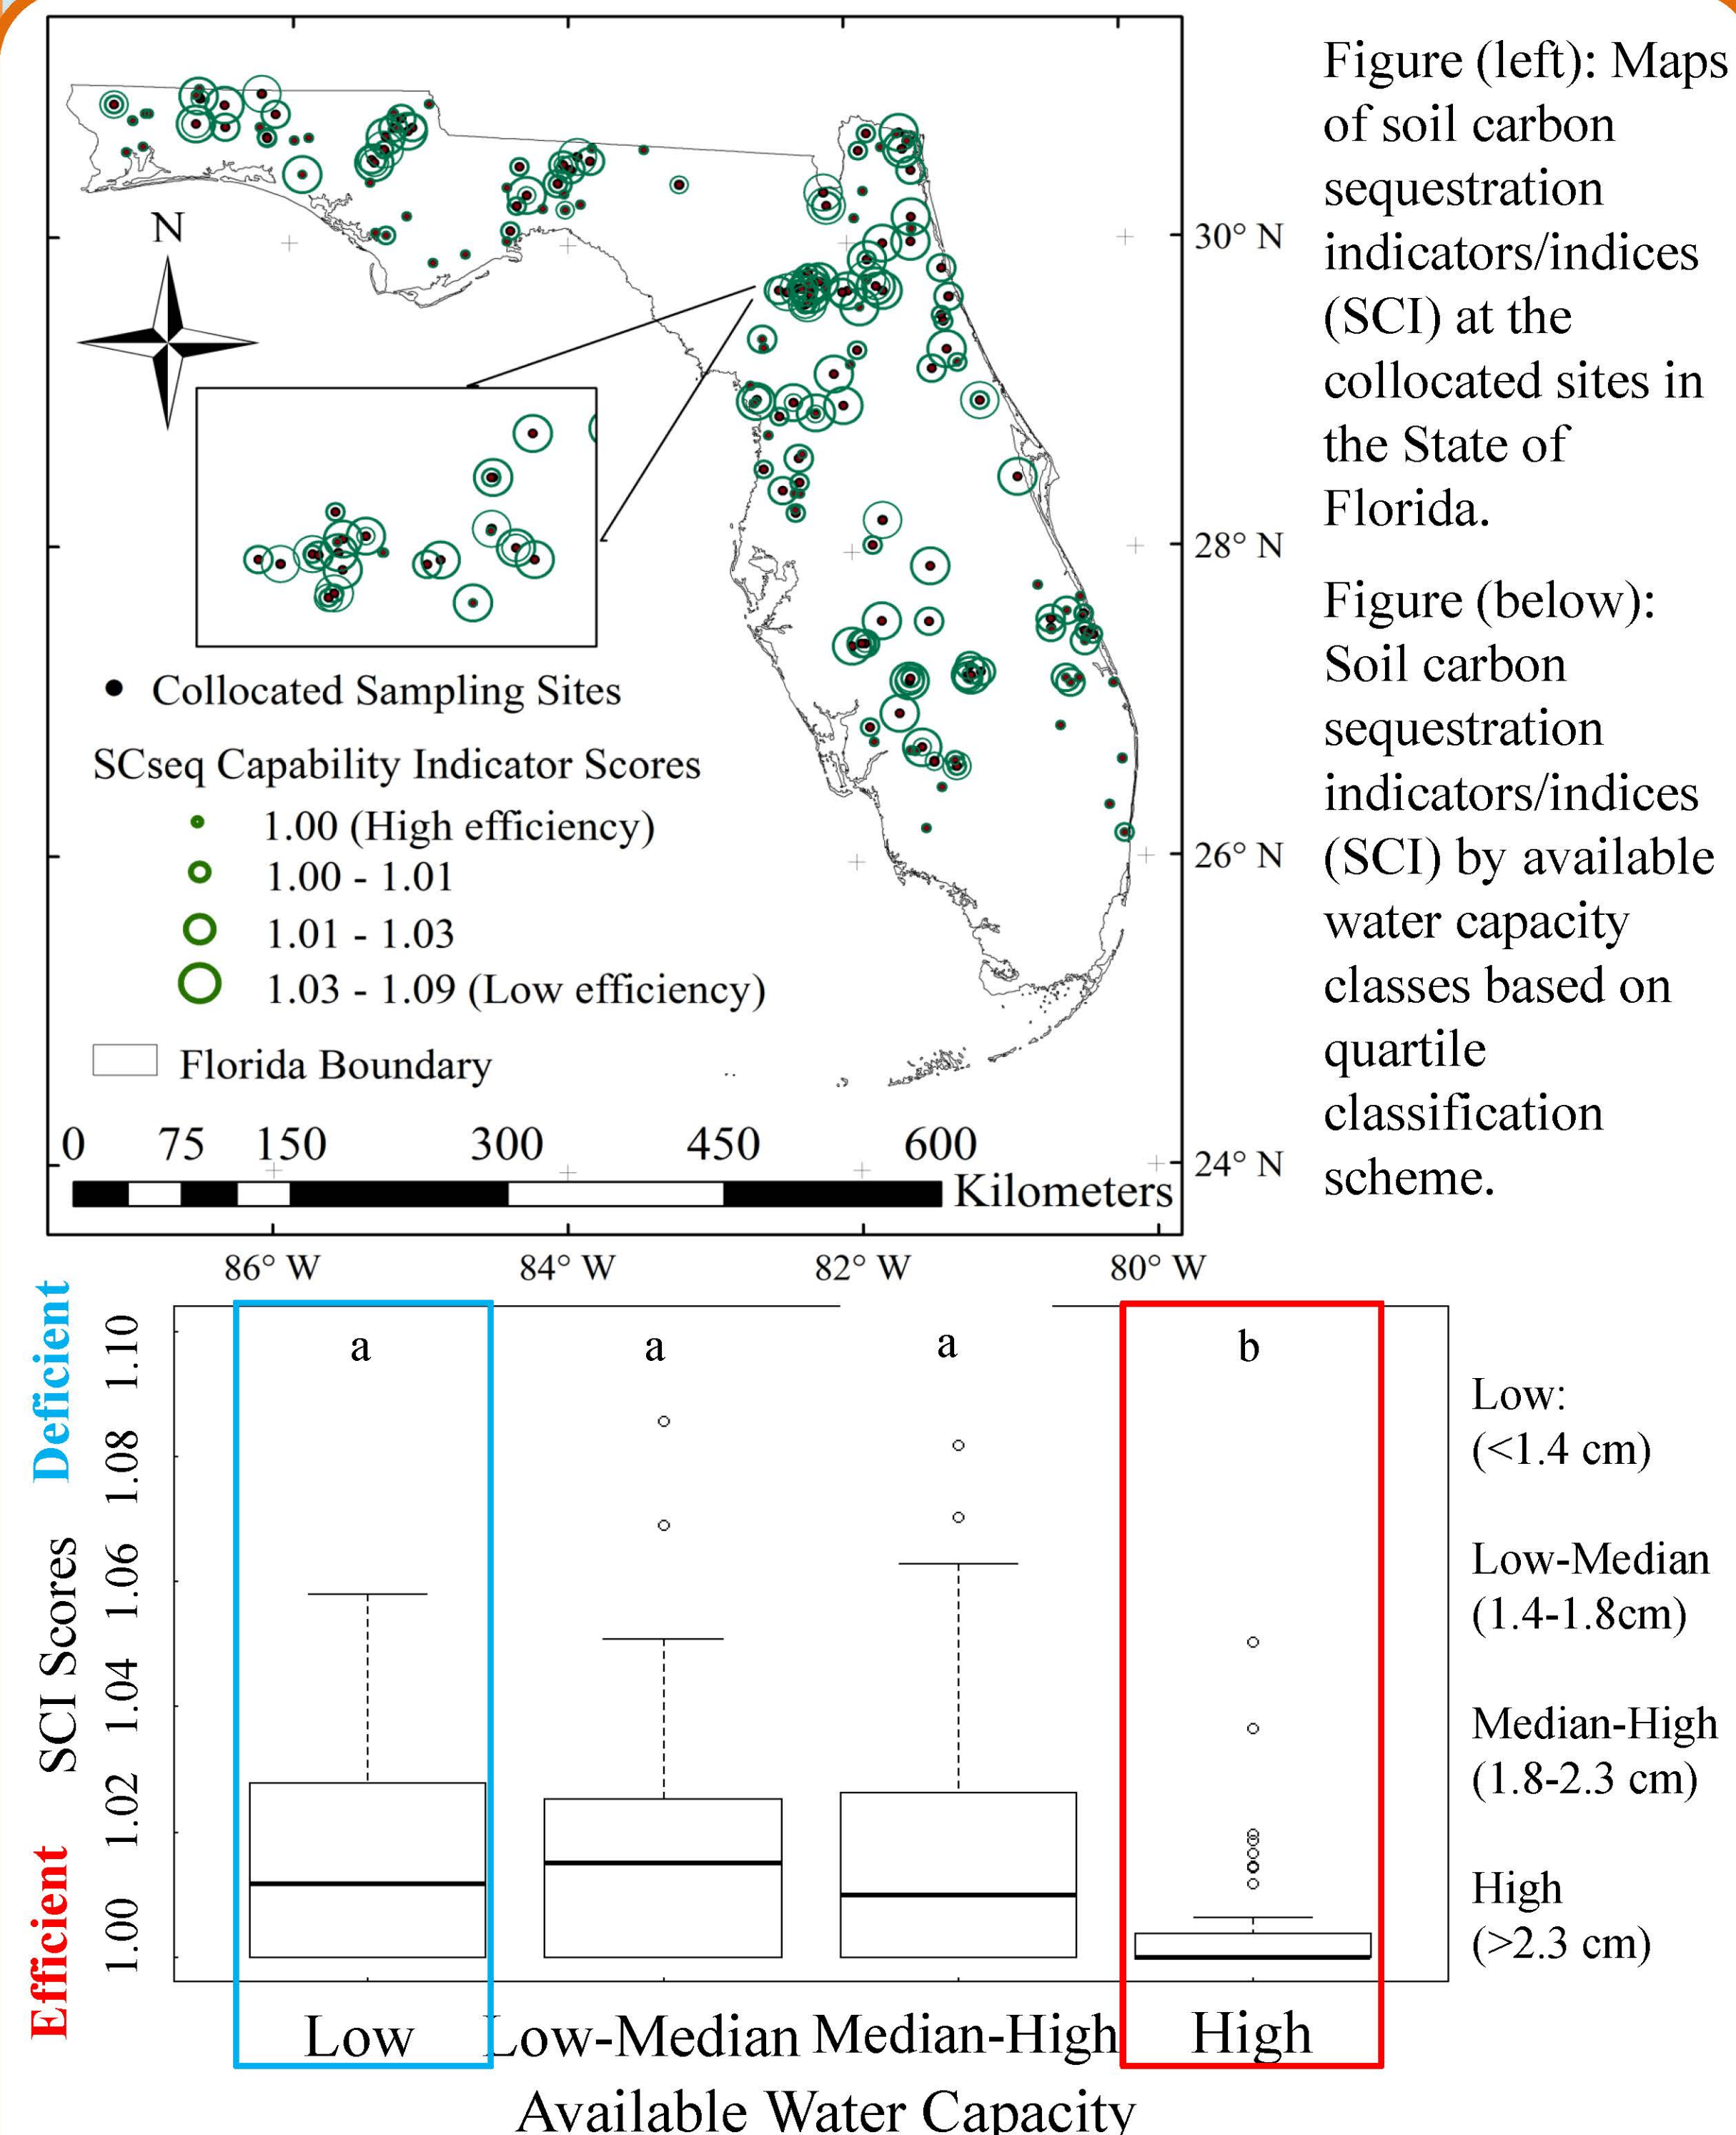 Figure (left): Maps
of soil carbon
sequestration
indicators/indices
(SCI) at the
collocated sites in
the State of
Florida.
Figure (below):
Soil carbon
sequestration
indicators/indices
(SCI) by available
water capacity
classes based on
quartile
classification
scheme.
N
30° N
28° N
26° N
24° N
Collocated Sampling Sites
SCseq Capability Indicator Scores
1.00 (High efficiency)
1.00 - 1.01
1.01 - 1.03
1.03 - 1.09 (Low efficiency)
Florida Boundary
0 75 150 300 450 600
Kilometers
86° W 84° W 82° W 80° W
Deficient
SCI Scores
Efficient
1.10
1.08
1.06
1.04
1.02
1.00
a a a b
Low Low-Median Median-High High
Available Water Capacity
Low:
(<1.4 cm)
Low-Median
(1.4-1.8cm)
Median-High
(1.8-2.3 cm)
High
(>2.3 cm)